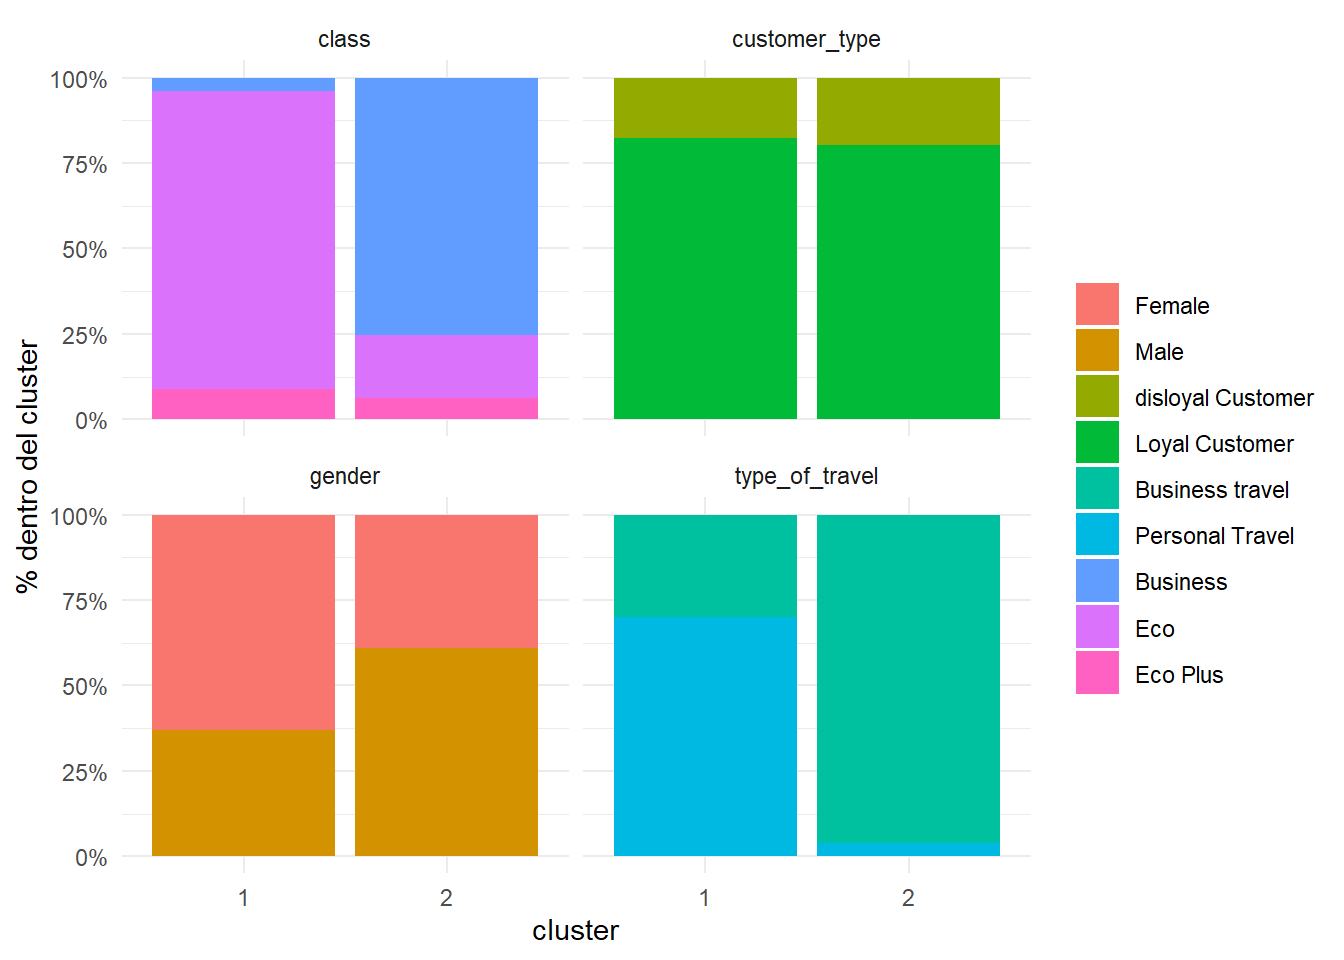 class
customer_type
100%
75%
50%
25%
0%
gender
type_of_travel
100%
75%
50%
25%
0%
1
2
1
2
cluster
% dentro del cluster
Female
Male
disloyal Customer
Loyal Customer
Business travel
Personal Travel
Business
Eco
Eco Plus